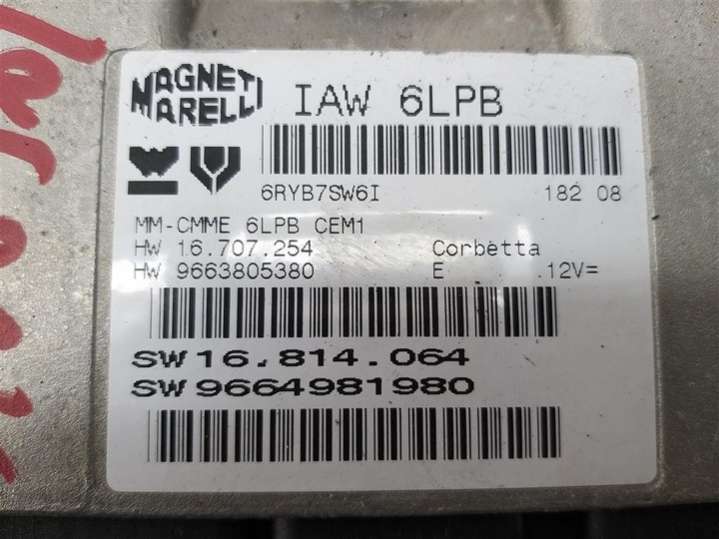 MAGNETI
MARELLI
IAW 6LPB
6RYB7SW6I 182 08
MM-CMME 6LPB CEM1
HW 16.707.254 Corbetta
HW 9663805380 E .12V=
SW 16.814.064
SW 9664981980